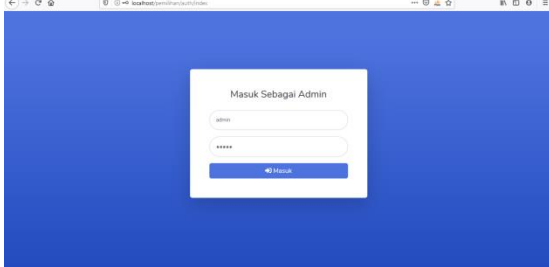 localhost/pemilihan/auth/index
Masuk Sebagai Admin
admin
Masuk